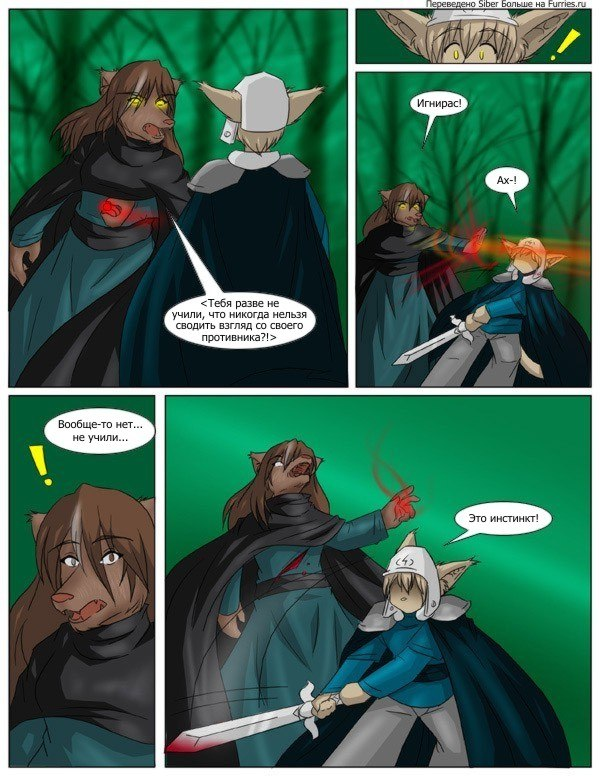 Переведено Siber Больше на Furries.ru
!
<Тебя разве не
учили, что никогда нельзя
сводить взгляд со своего
противника?!>
Игнирас!
Ах-!
Вообще-то нет...
не учили...
!
Это инстинкт!
(4)